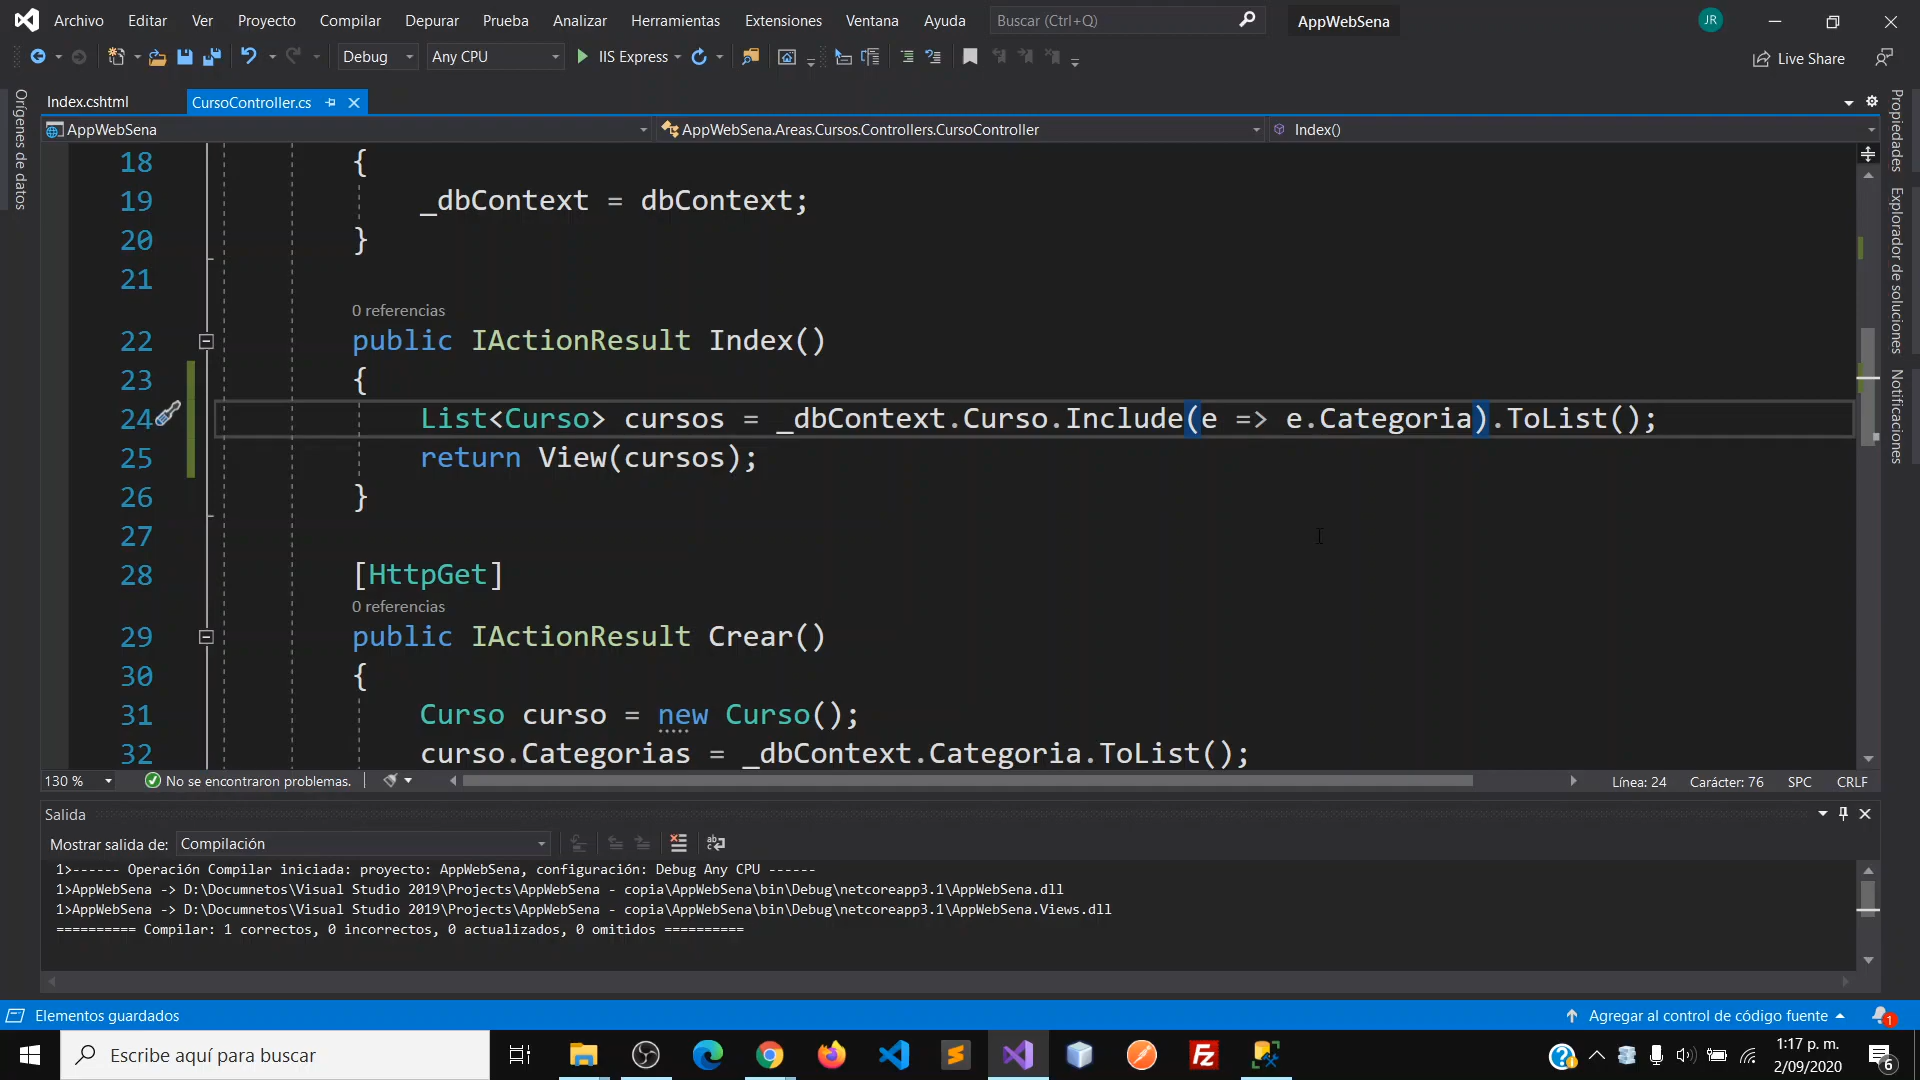 Archivo Editar Ver Proyecto Compilar Depurar Prueba Analizar Herramientas Extensiones Ventana Ayuda Buscar (Ctrl+Q) AppWebSena JR
Debug Any CPU IIS Express Live Share
Index.cshtml CursoController.cs
AppWebSena AppWebSena.Areas.Cursos.Controllers.CursoController Index()
Orígenes de datos
Propiedades
Explorador de soluciones
Notificaciones
18 {
19 _dbContext = dbContext;
20 }
21
0 referencias
22 public IActionResult Index()
23 {
24 List<Curso> cursos = _dbContext.Curso.Include(e => e.Categoria).ToList();
25 return View(cursos);
26 }
27
28 [HttpGet]
0 referencias
29 public IActionResult Crear()
30 {
31 Curso curso = new Curso();
32 curso.Categorias = _dbContext.Categoria.ToList();
130 % No se encontraron problemas. Línea: 24 Carácter: 76 SPC CRLF
Salida
Mostrar salida de: Compilación
1>------ Operación Compilar iniciada: proyecto: AppWebSena, configuración: Debug Any CPU ------
1>AppWebSena -> D:\Documnetos\Visual Studio 2019\Projects\AppWebSena - copia\AppWebSena\bin\Debug\netcoreapp3.1\AppWebSena.dll
1>AppWebSena -> D:\Documnetos\Visual Studio 2019\Projects\AppWebSena - copia\AppWebSena\bin\Debug\netcoreapp3.1\AppWebSena.Views.dll
========== Compilar: 1 correctos, 0 incorrectos, 0 actualizados, 0 omitidos ==========
Elementos guardados Agregar al control de código fuente 1
Escribe aquí para buscar
1:17 p. m.
2/09/2020
6